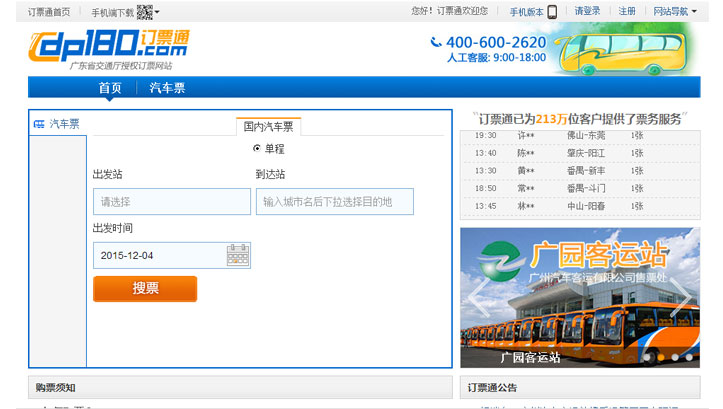 订票通首页 手机端下载
您好！订票通欢迎您 手机版本 请登录 注册 网站导航
dp180.com 订票通
广东省交通厅授权订票网站
400-600-2620
人工客服: 9:00-18:00
首页 汽车票
汽车票
国内汽车票
单程
出发站 到达站
请选择 输入城市名后下拉选择目的地
出发时间
2015-12-04
搜票
订票通已为213万位客户提供了票务服务
19:30 许** 佛山-东莞 1张
13:40 陈** 肇庆-阳江 1张
13:30 黄** 番禺-新丰 1张
18:50 常** 番禺-斗门 1张
13:45 林** 中山-阳春 1张
广园客运站
广州汽车客运有限公司售票处
广园客运站
购票须知 订票通公告